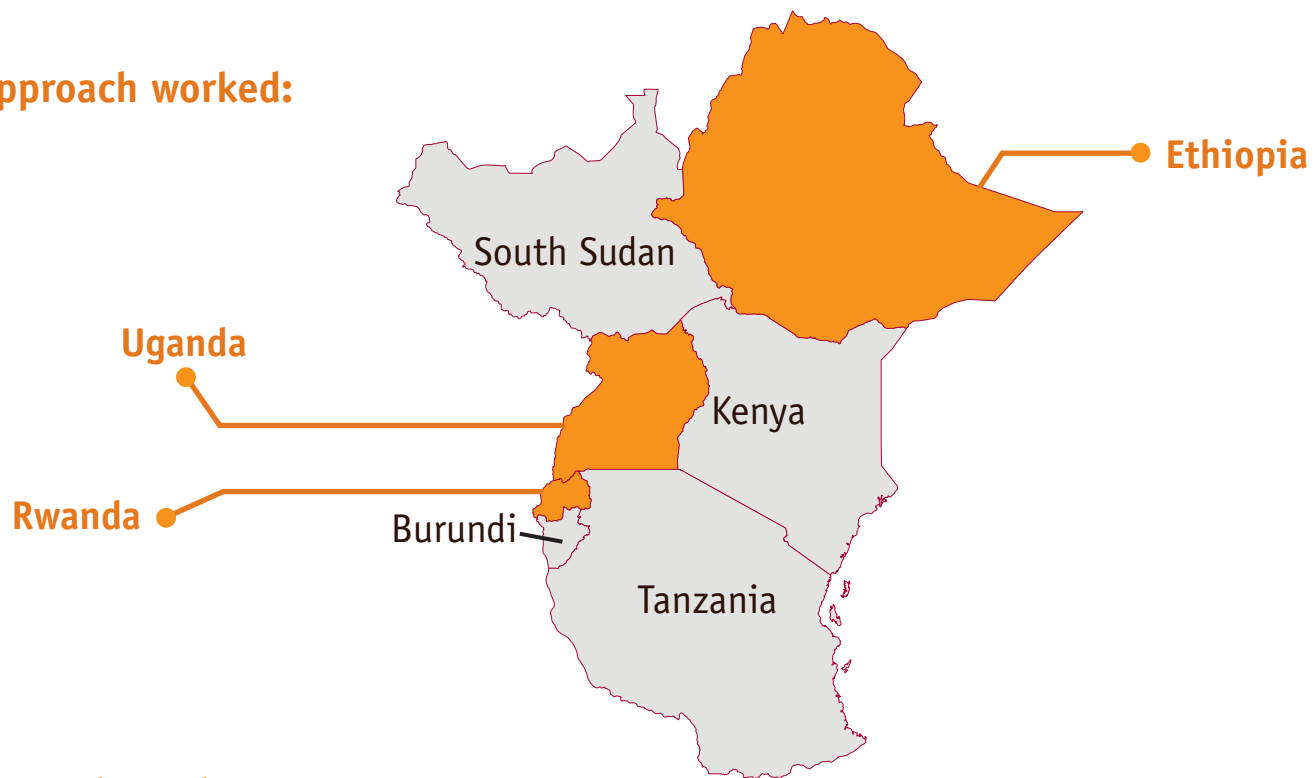 pproach worked:
Ethiopia
South Sudan
Uganda
Kenya
Rwanda
Burundi
Tanzania